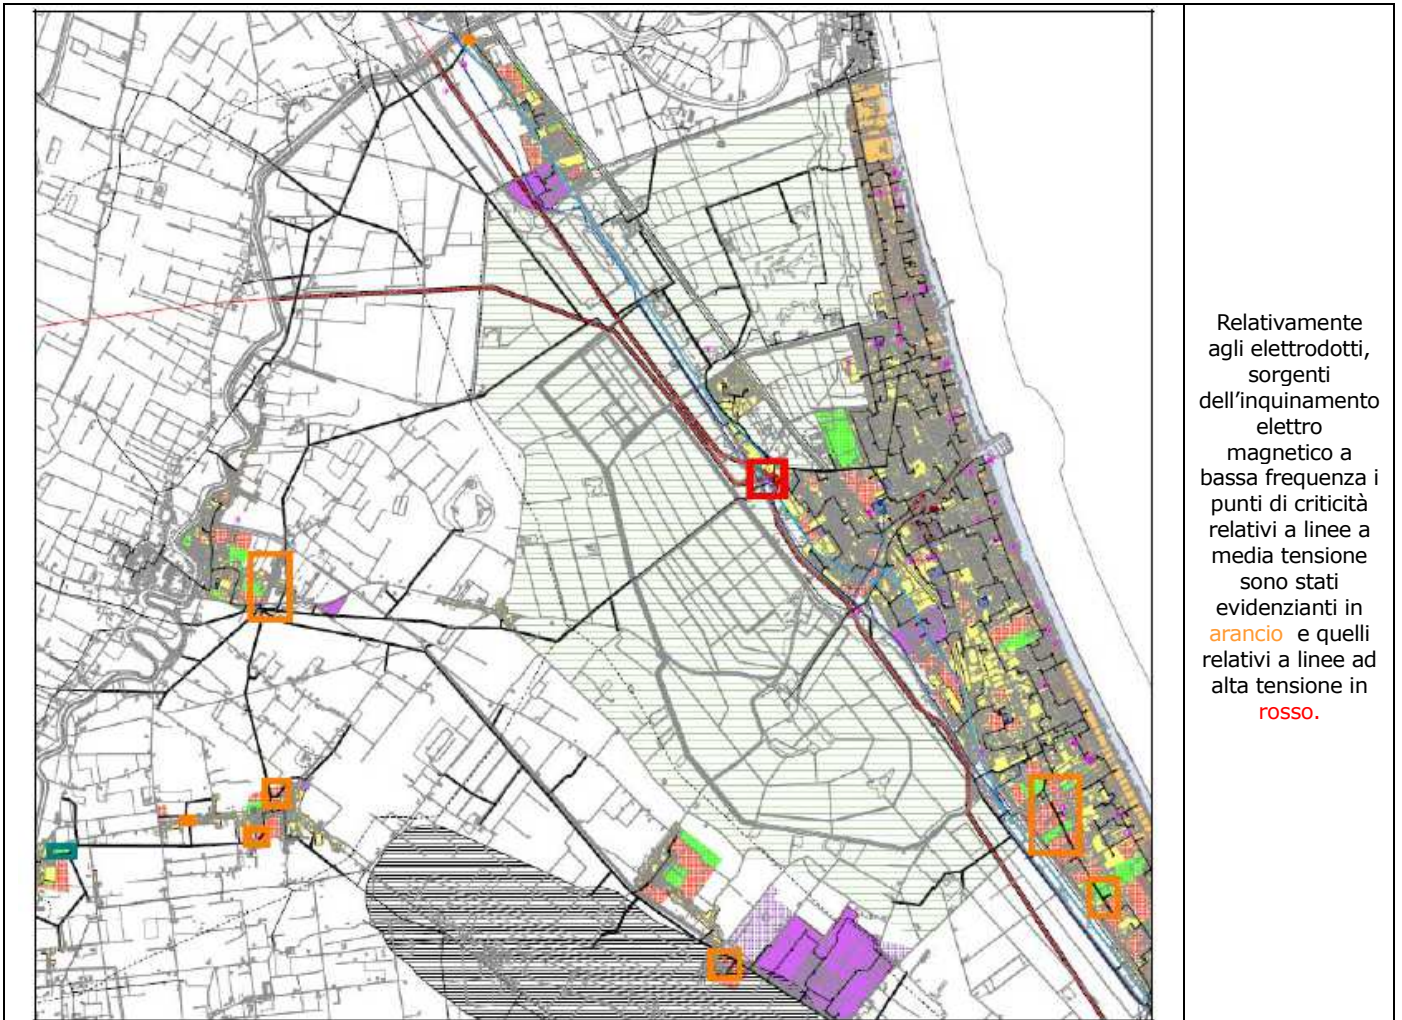 Relativamente
agli elettrodotti,
sorgenti
dell’inquinamento
elettro
magnetico a
bassa frequenza i
punti di criticità
relativi a linee a
media tensione
sono stati
evidenzianti in
arancio e quelli
relativi a linee ad
alta tensione in
rosso.